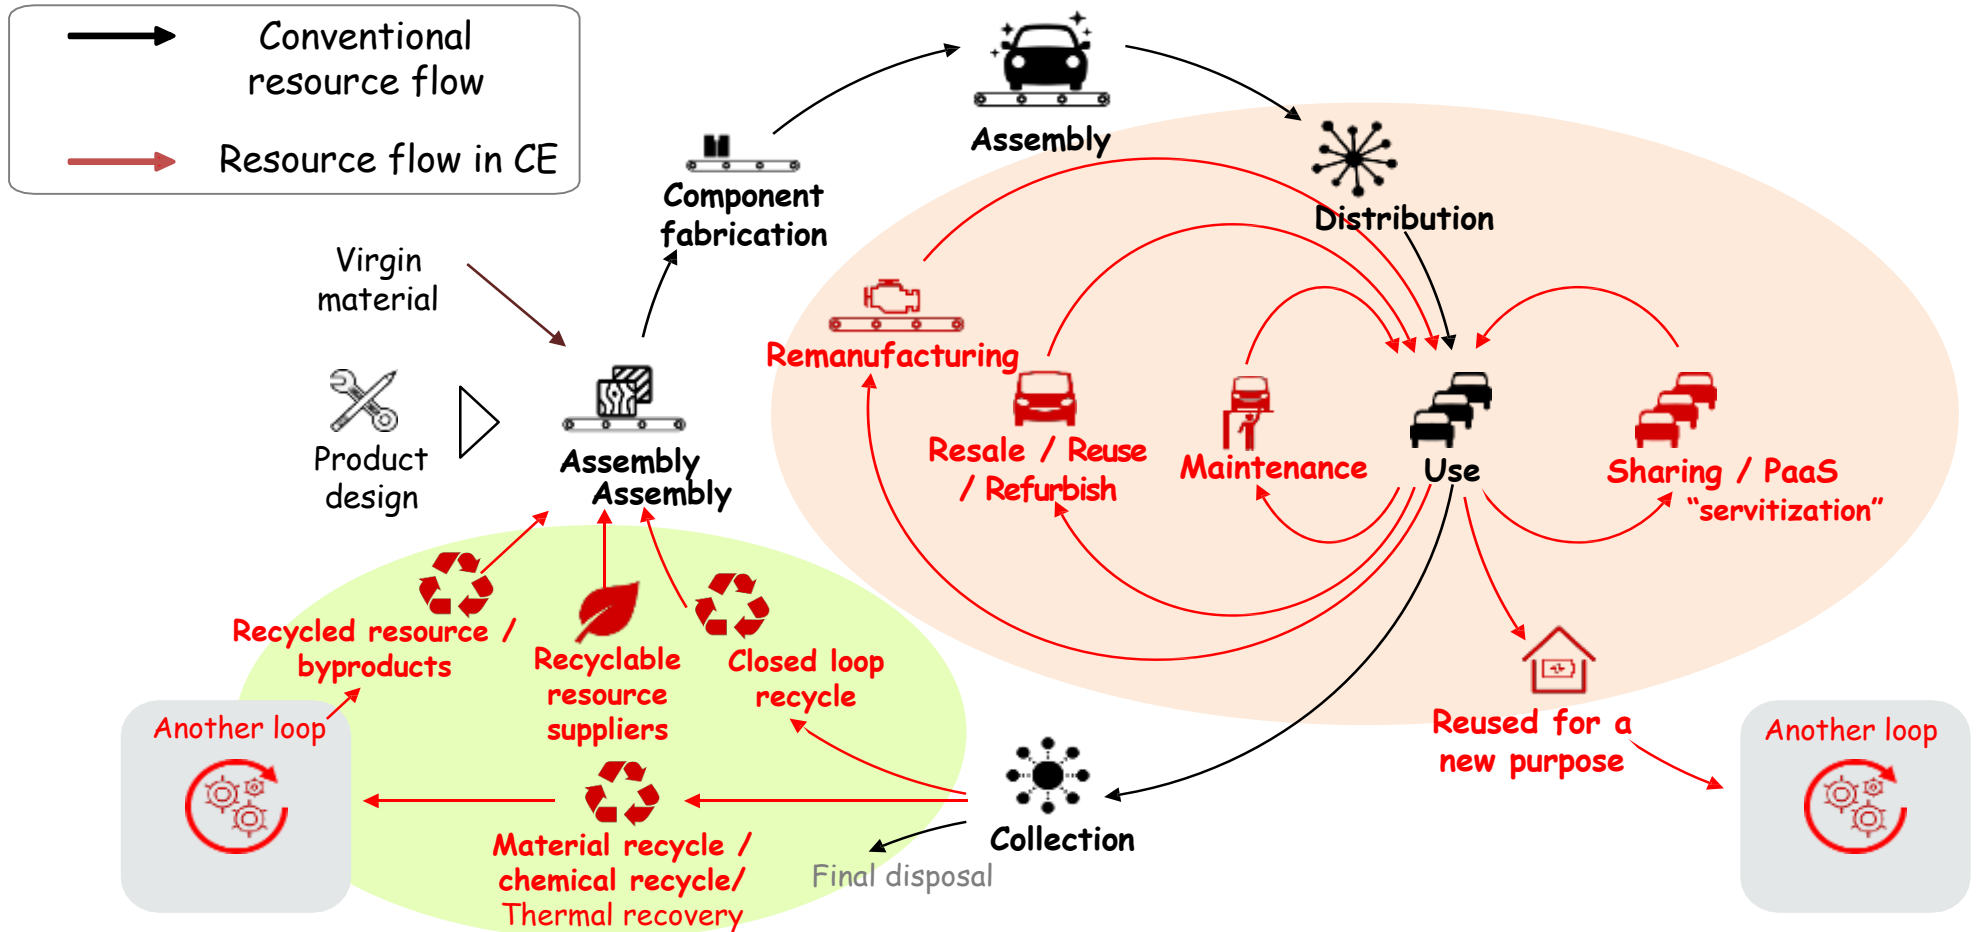 Conventional
resource flow
Resource flow in CE
Assembly
Component
fabrication
Distribution
Virgin
material
Remanufacturing
Product
design
Assembly
Assembly
Resale / Reuse
/ Refurbish
Maintenance
Use
Sharing / PaaS
“servitization”
Recycled resource /
byproducts
Recyclable
resource
suppliers
Closed loop
recycle
Another loop
Reused for a
new purpose
Another loop
Collection
Material recycle /
chemical recycle/
Thermal recovery
Final disposal